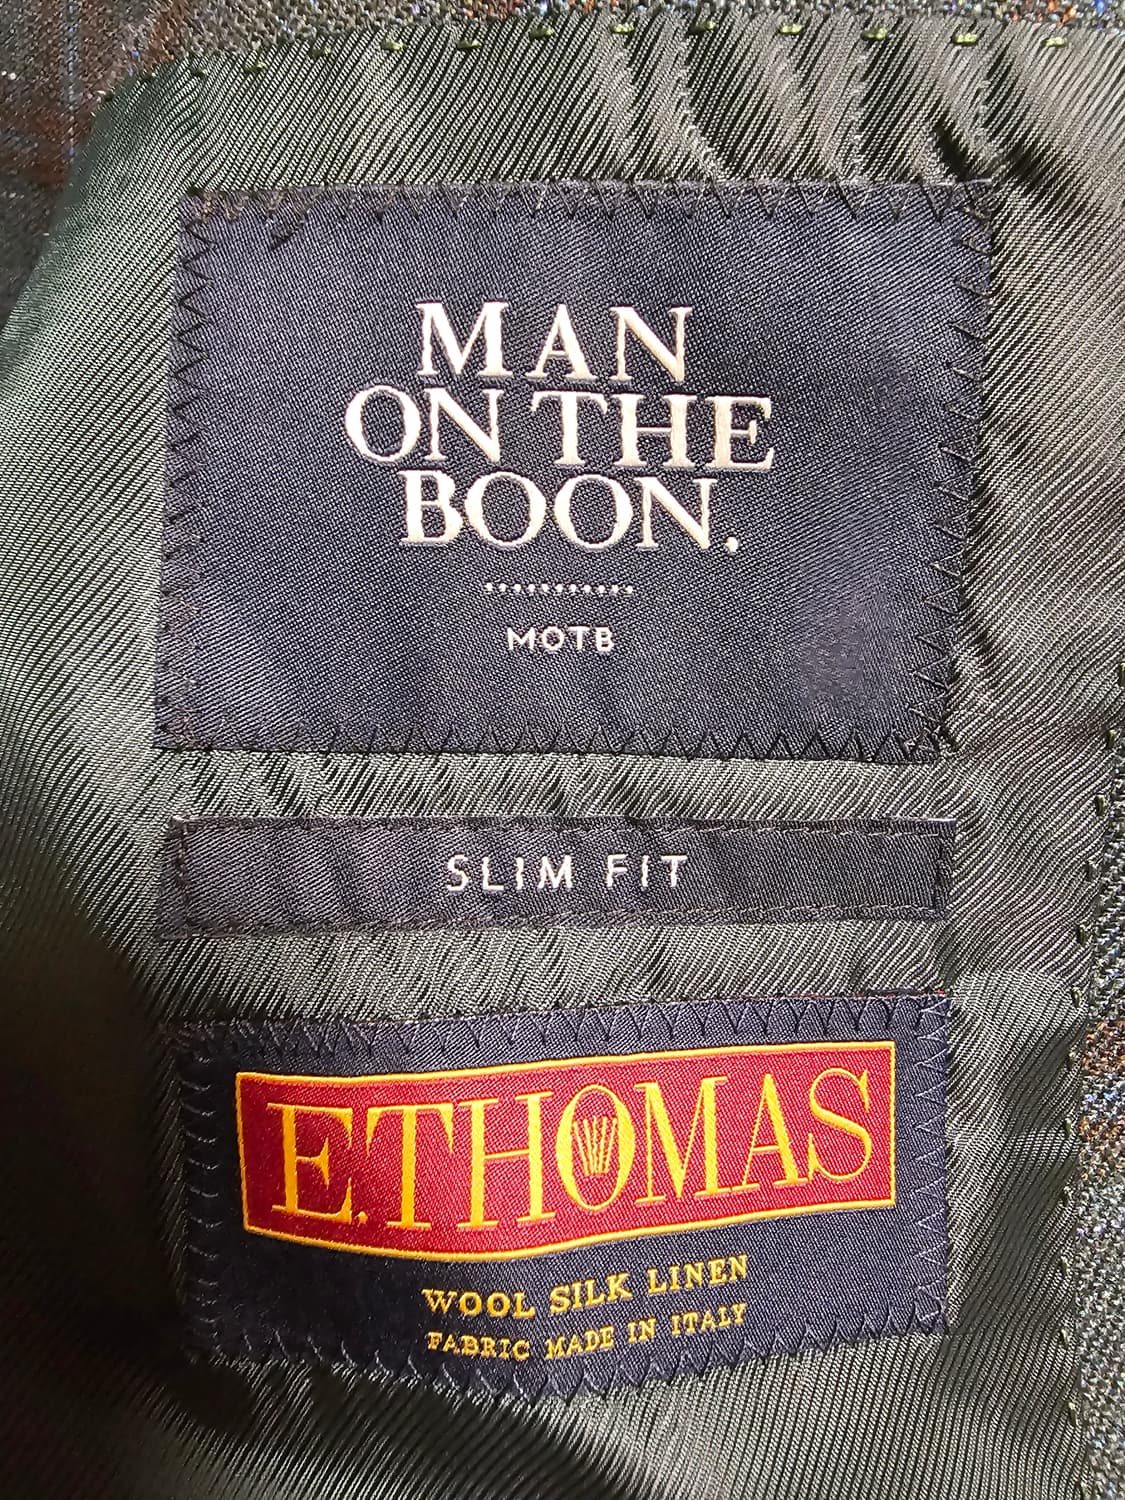 MAN
ON THE
BOON.
MOTB
SLIM FIT
E.THOMAS
WOOL SILK LINEN
FABRIC MADE IN ITALY